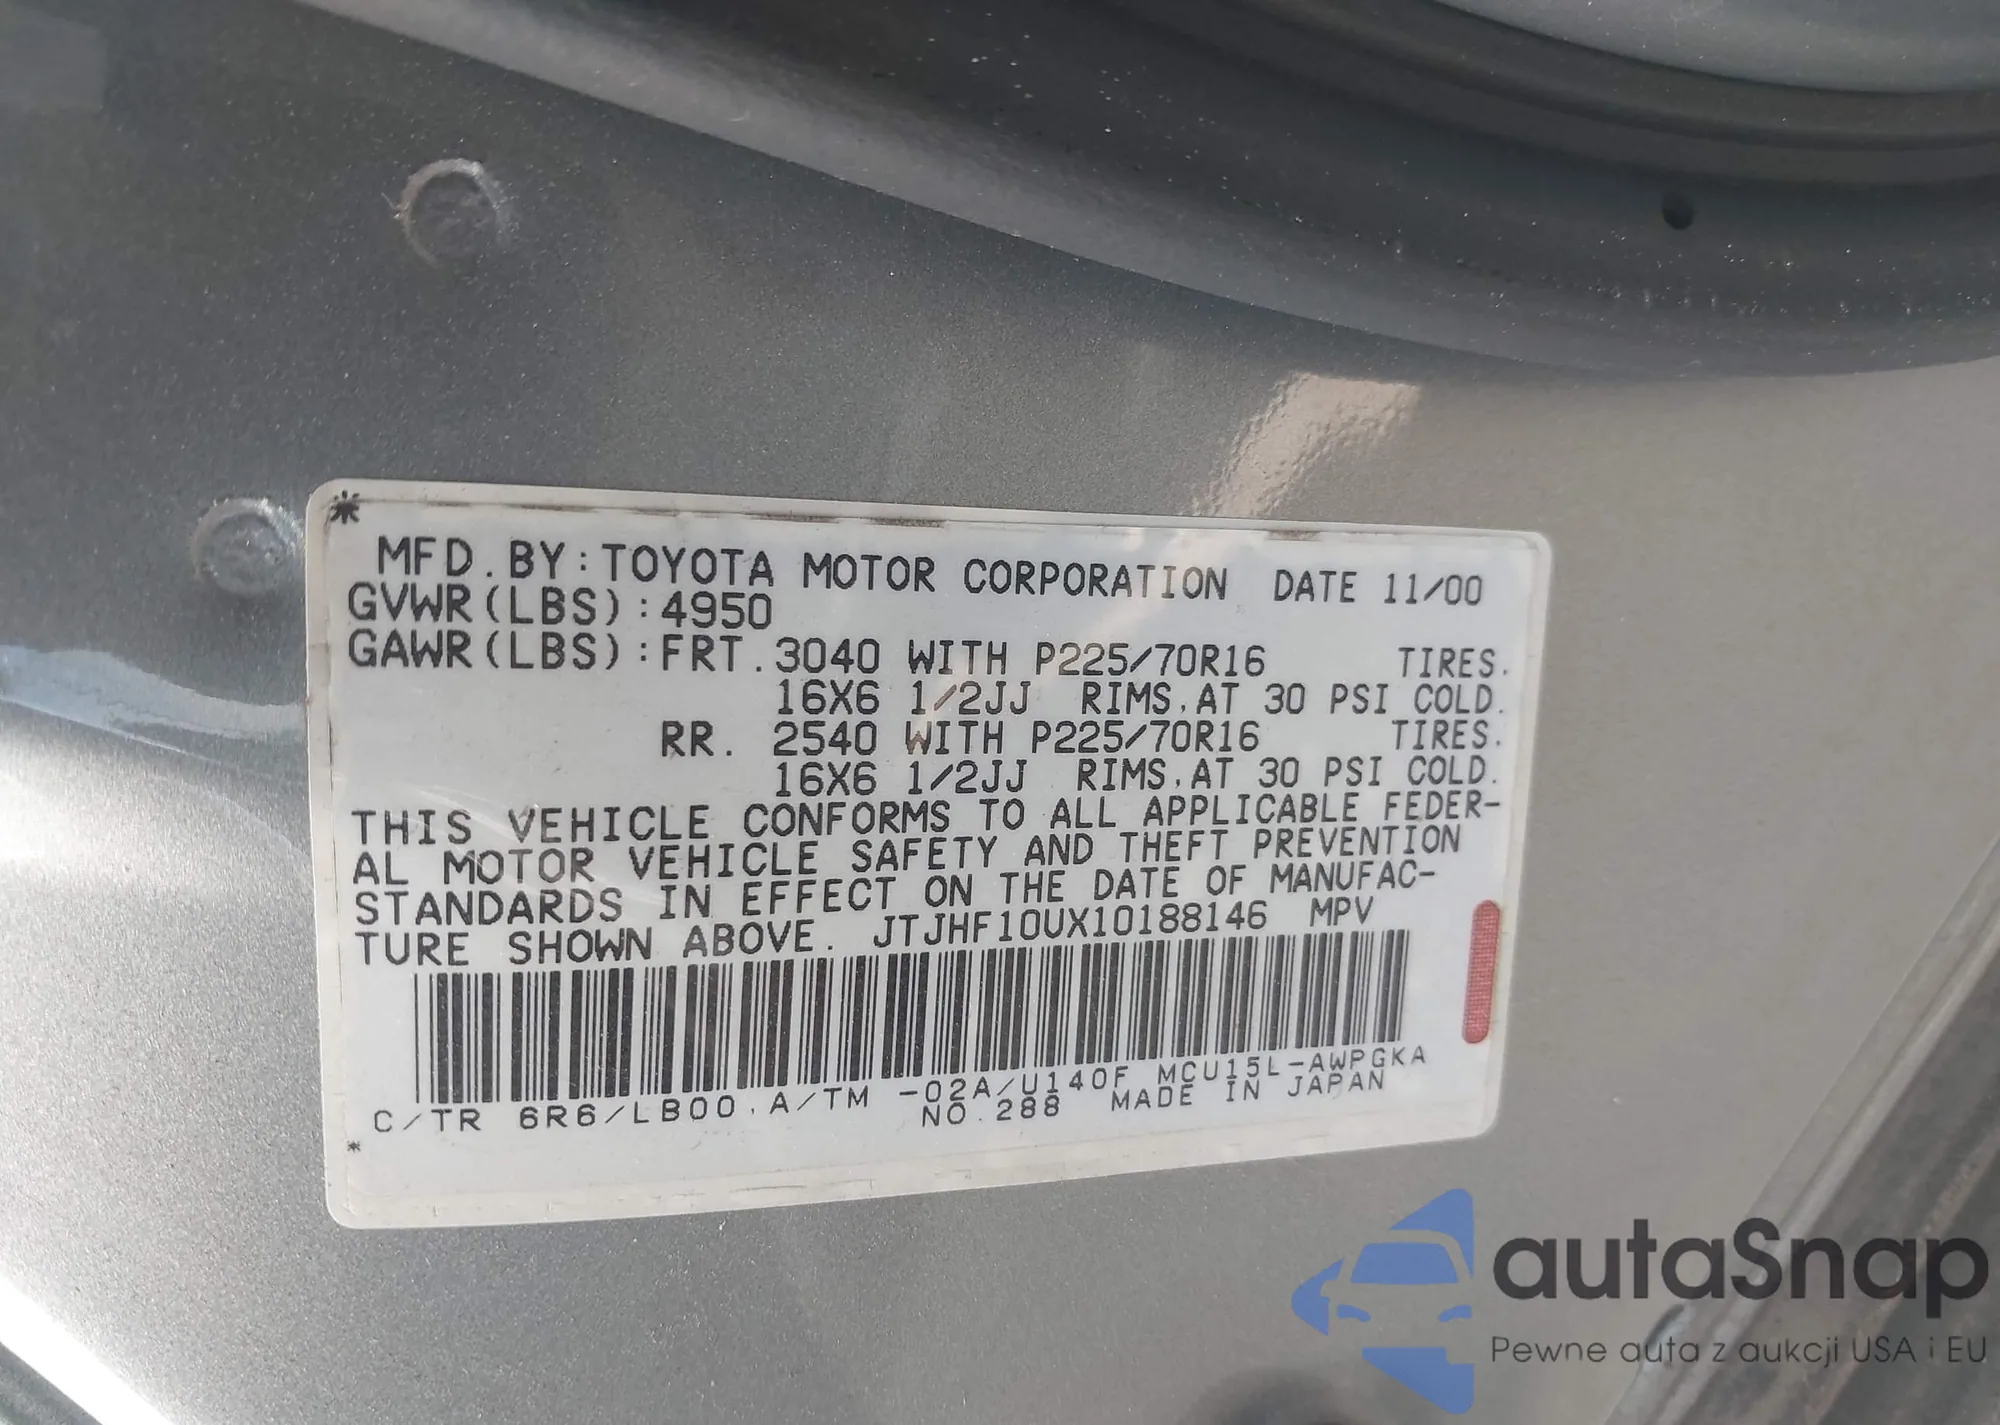 *
MFD. BY: TOYOTA MOTOR CORPORATION DATE 11/00
GVWR(LBS):4950
GAWR(LBS):FRT. 3040 WITH P225/70R16 TIRES.
16X6 1/2JJ RIMS, AT 30 PSI COLD.
RR. 2540 WITH P225/70R16 TIRES.
16X6 1/2JJ RIMS, AT 30 PSI COLD.
THIS VEHICLE CONFORMS TO ALL APPLICABLE FEDER-
AL MOTOR VEHICLE SAFETY AND THEFT PREVENTION
STANDARDS IN EFFECT ON THE DATE OF MANUFAC-
TURE SHOWN ABOVE. JTJHF10UX10188146 MPV
C/TR 6R6/LB00, A/TM -02A/U140F MCU15L-AWPGKA
NO. 288 MADE IN JAPAN
*
autaSnap
Pewne auta z aukcji USA i EU